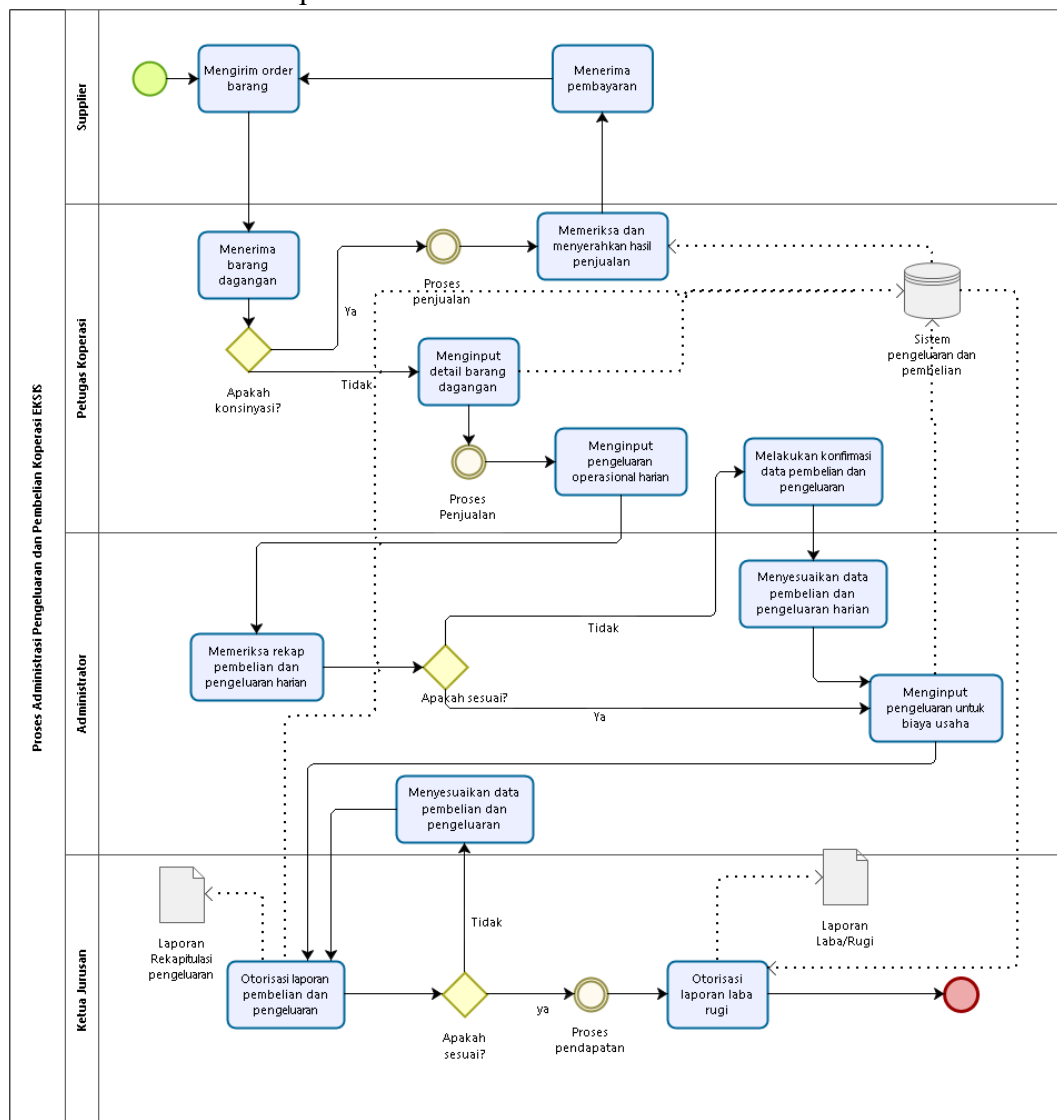 Proses Administrasi Pengeluaran dan Pembelian Koperasi EKSIS
Supplier
Mengirim order
barang
Menerima
pembayaran
Petugas Koperasi
Menerima
barang
dagangan
Proses
penjualan
Memeriksa dan
menyerahkan hasil
penjualan
Ya
Apakah
konsinyasi?
Tidak
Menginput
detail barang
dagangan
Sistem
pengeluaran dan
pembelian
Proses
Penjualan
Menginput
pengeluaran
operasional harian
Melakukan konfirmasi
data pembelian dan
pengeluaran
Administrator
Menyesuaikan data
pembelian dan
pengeluaran harian
Tidak
Memeriksa rekap
pembelian dan
pengeluaran harian
Apakah sesuai?
Ya
Menginput
pengeluaran untuk
biaya usaha
Menyesuaikan data
pembelian dan
pengeluaran
Ketua Jurusan
Laporan
Rekapitulasi
pengeluaran
Tidak
Laporan
Laba/Rugi
Otorisasi laporan
pembelian dan
pengeluaran
Apakah
sesuai?
ya
Proses
pendapatan
Otorisasi
laporan laba
rugi